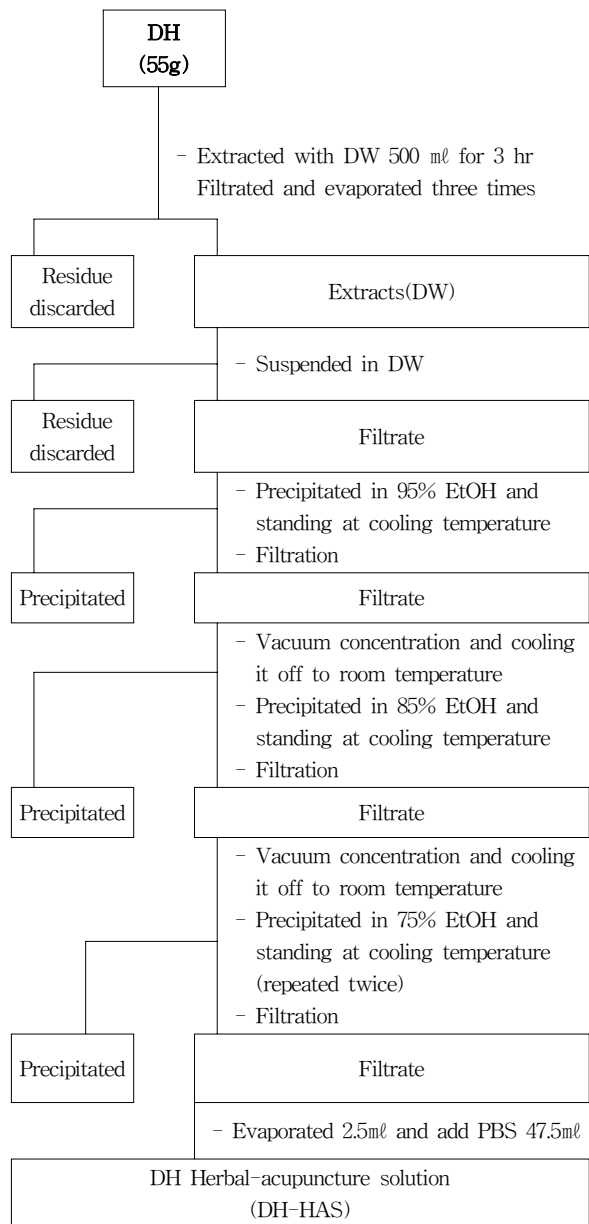 DH
(55g)
- Extracted with DW 500 ㎖ for 3 hr
Filtrated and evaporated three times
Residue
discarded
Extracts(DW)
- Suspended in DW
Residue
discarded
Filtrate
- Precipitated in 95% EtOH and
standing at cooling temperature
- Filtration
Precipitated
Filtrate
- Vacuum concentration and cooling
it off to room temperature
- Precipitated in 85% EtOH and
standing at cooling temperature
- Filtration
Precipitated
Filtrate
- Vacuum concentration and cooling
it off to room temperature
- Precipitated in 75% EtOH and
standing at cooling temperature
(repeated twice)
- Filtration
Precipitated
Filtrate
- Evaporated 2.5㎖ and add PBS 47.5㎖
DH Herbal-acupuncture solution
(DH-HAS)